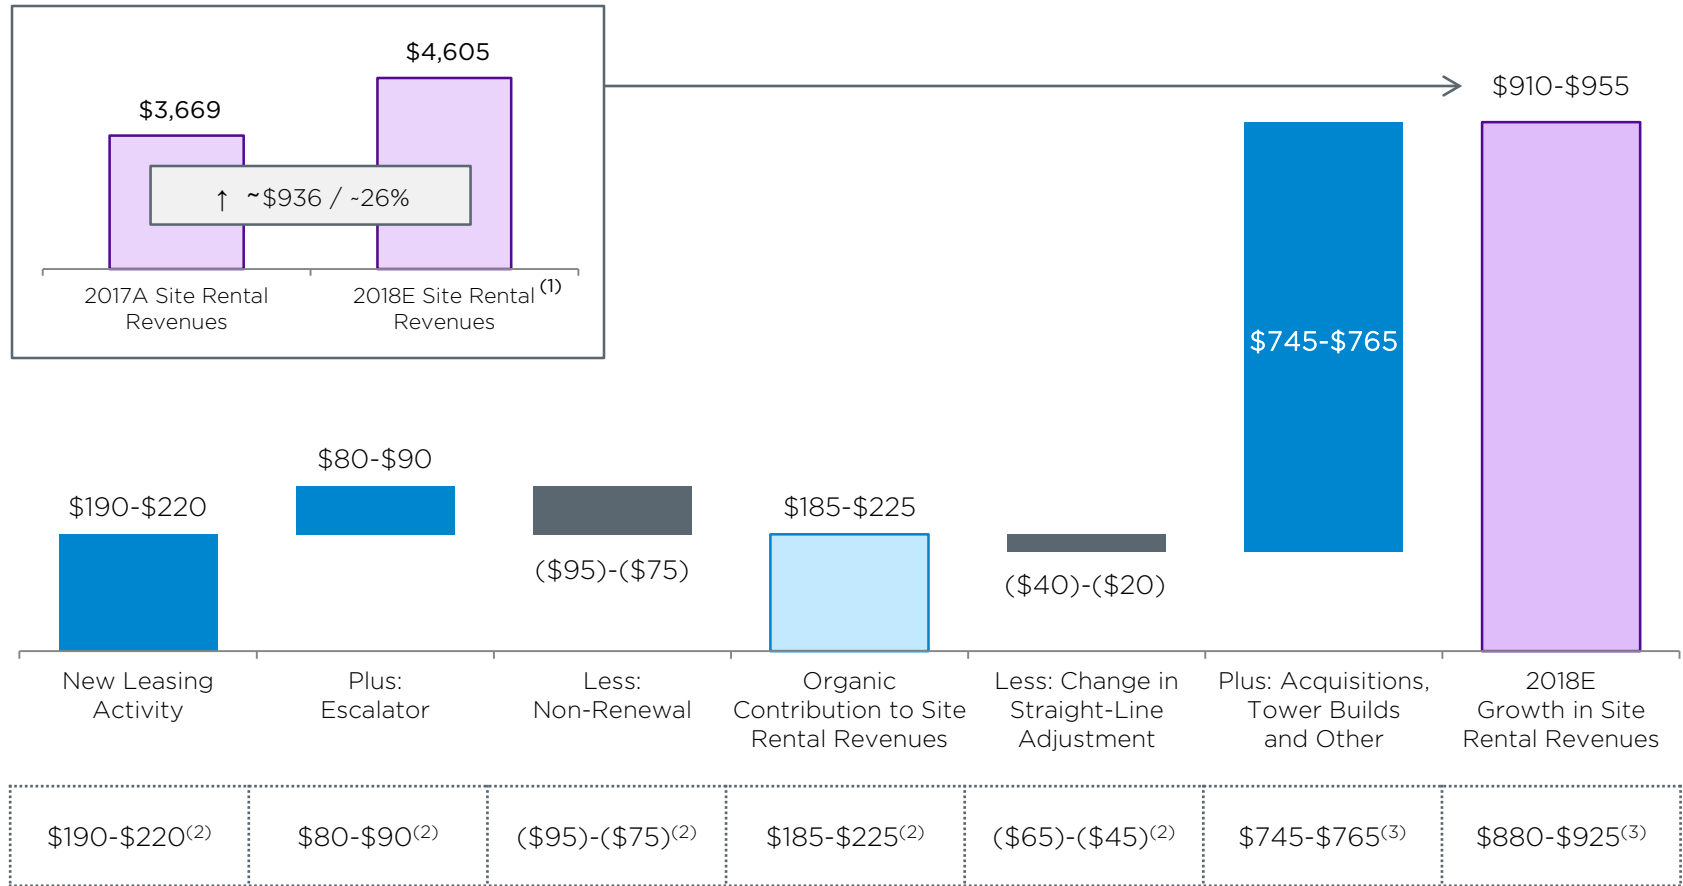 $4,605
$3,669
↑ ~$936 / ~26%
2017A Site Rental
Revenues
2018E Site Rental (1)
Revenues
$910-$955
$745-$765
$80-$90
$190-$220
($95)-($75)
$185-$225
($40)-($20)
New Leasing
Activity
Plus:
Escalator
Less:
Non-Renewal
Organic
Contribution to Site
Rental Revenues
Less: Change in
Straight-Line
Adjustment
Plus: Acquisitions,
Tower Builds
and Other
2018E
Growth in Site
Rental Revenues
$190-$220(2)
$80-$90(2)
($95)-($75)(2)
$185-$225(2)
($65)-($45)(2)
$745-$765(3)
$880-$925(3)